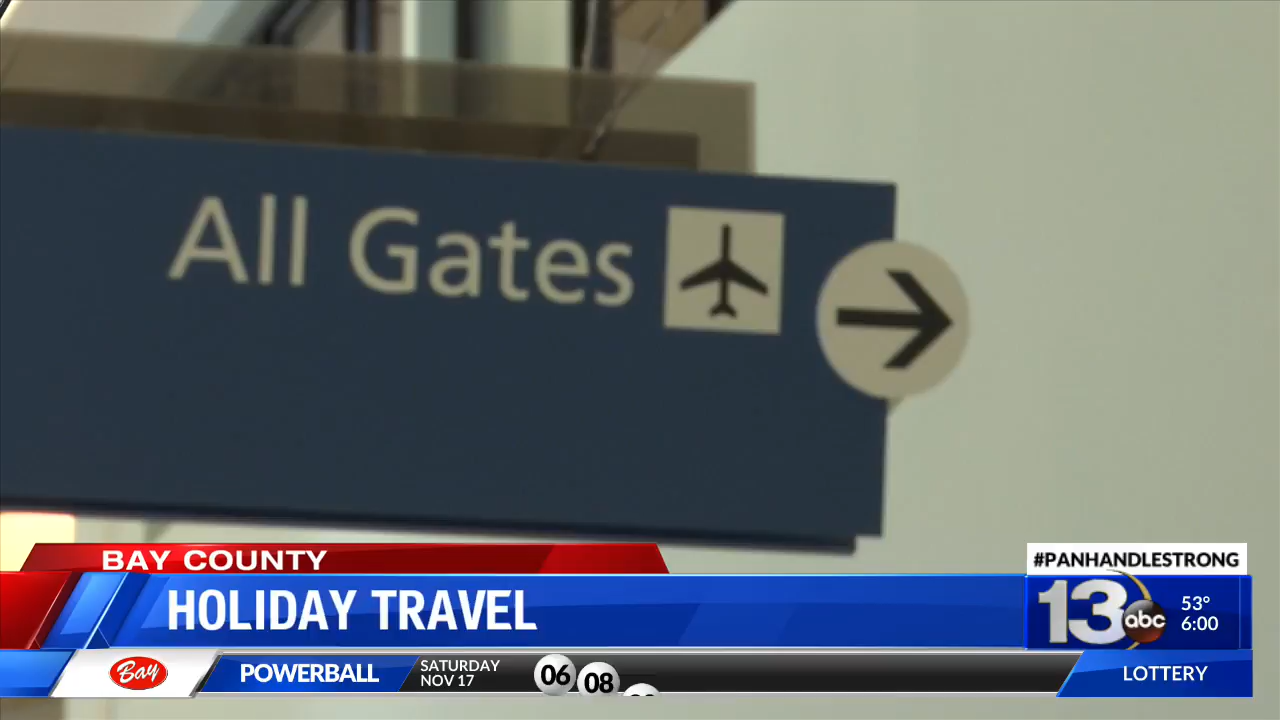 All Gates
BAY COUNTY
#PANHANDLESTRONG
HOLIDAY TRAVEL
13 abc
53°
6:00
Bay
POWERBALL
SATURDAY
NOV 17
06
08
LOTTERY